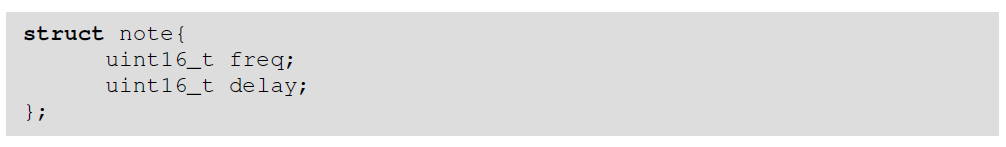 struct note{
uint16_t freq;
uint16_t delay;
};